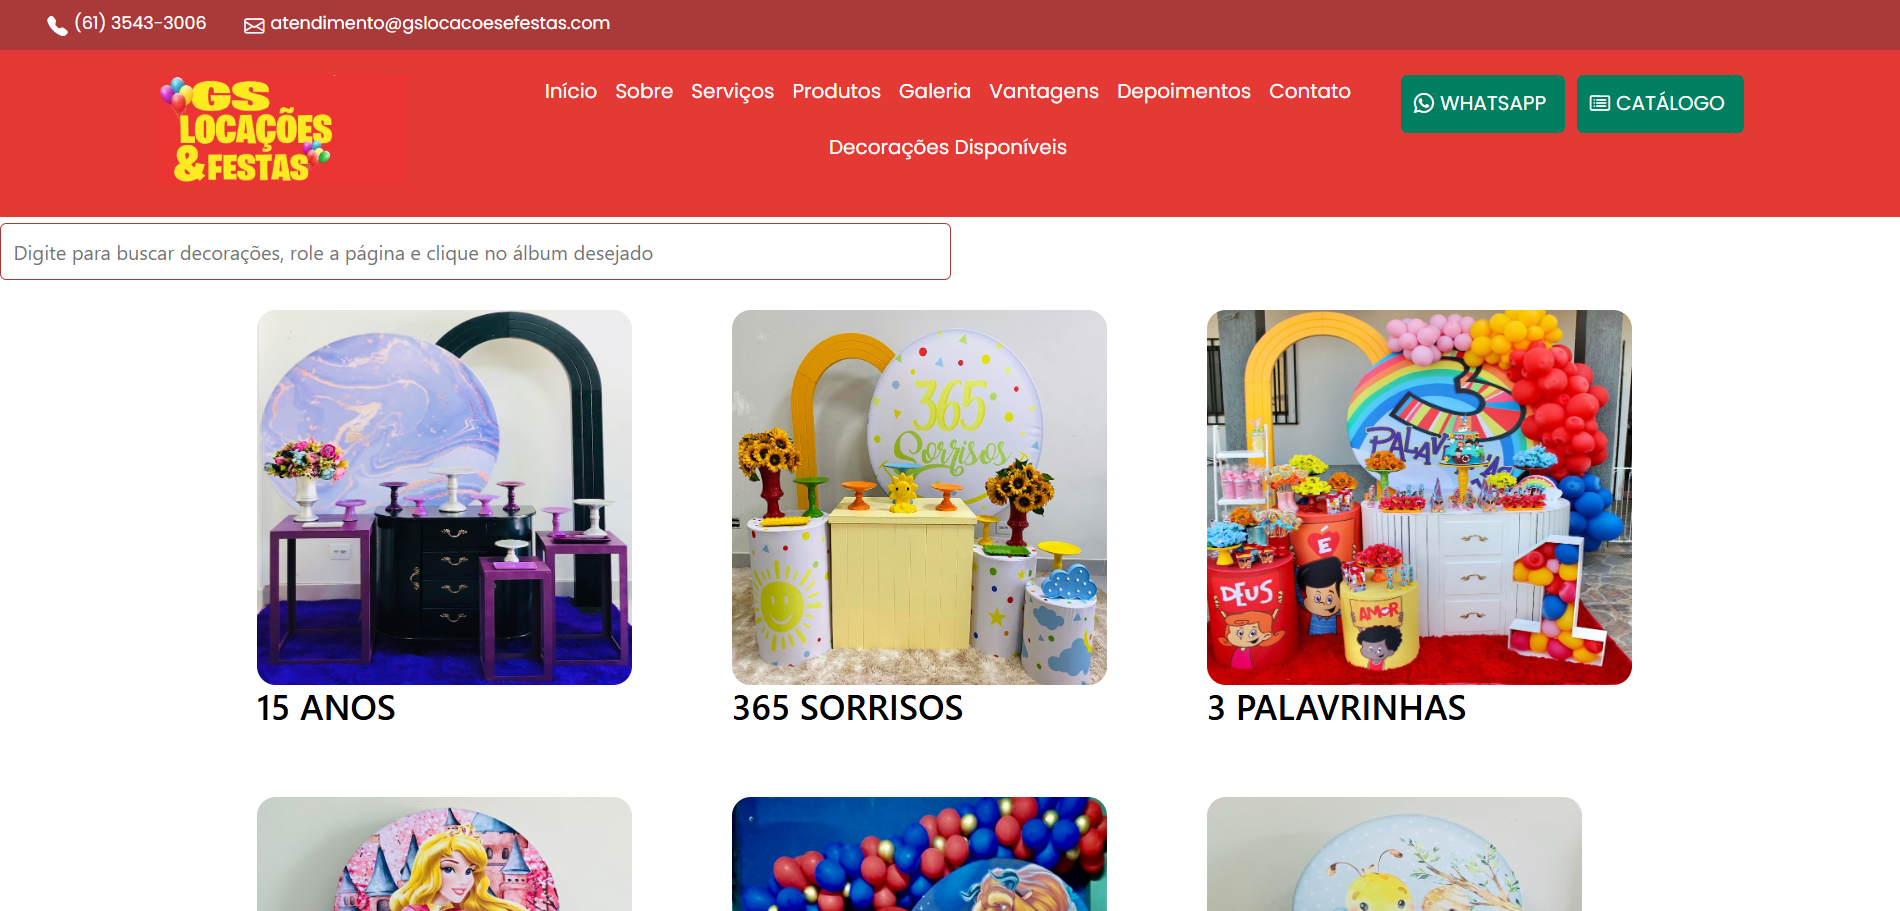 (61) 3543-3006 atendimento@gslocacoesefestas.com
GS
LOCAÇÕES
&FESTAS
Início Sobre Serviços Produtos Galeria Vantagens Depoimentos Contato
Decorações Disponíveis
WHATSAPP CATÁLOGO
Digite para buscar decorações, role a página e clique no álbum desejado
365
Sorrisos
3
É
DEUS
AMOR
15 ANOS
365 SORRISOS
3 PALAVRINHAS